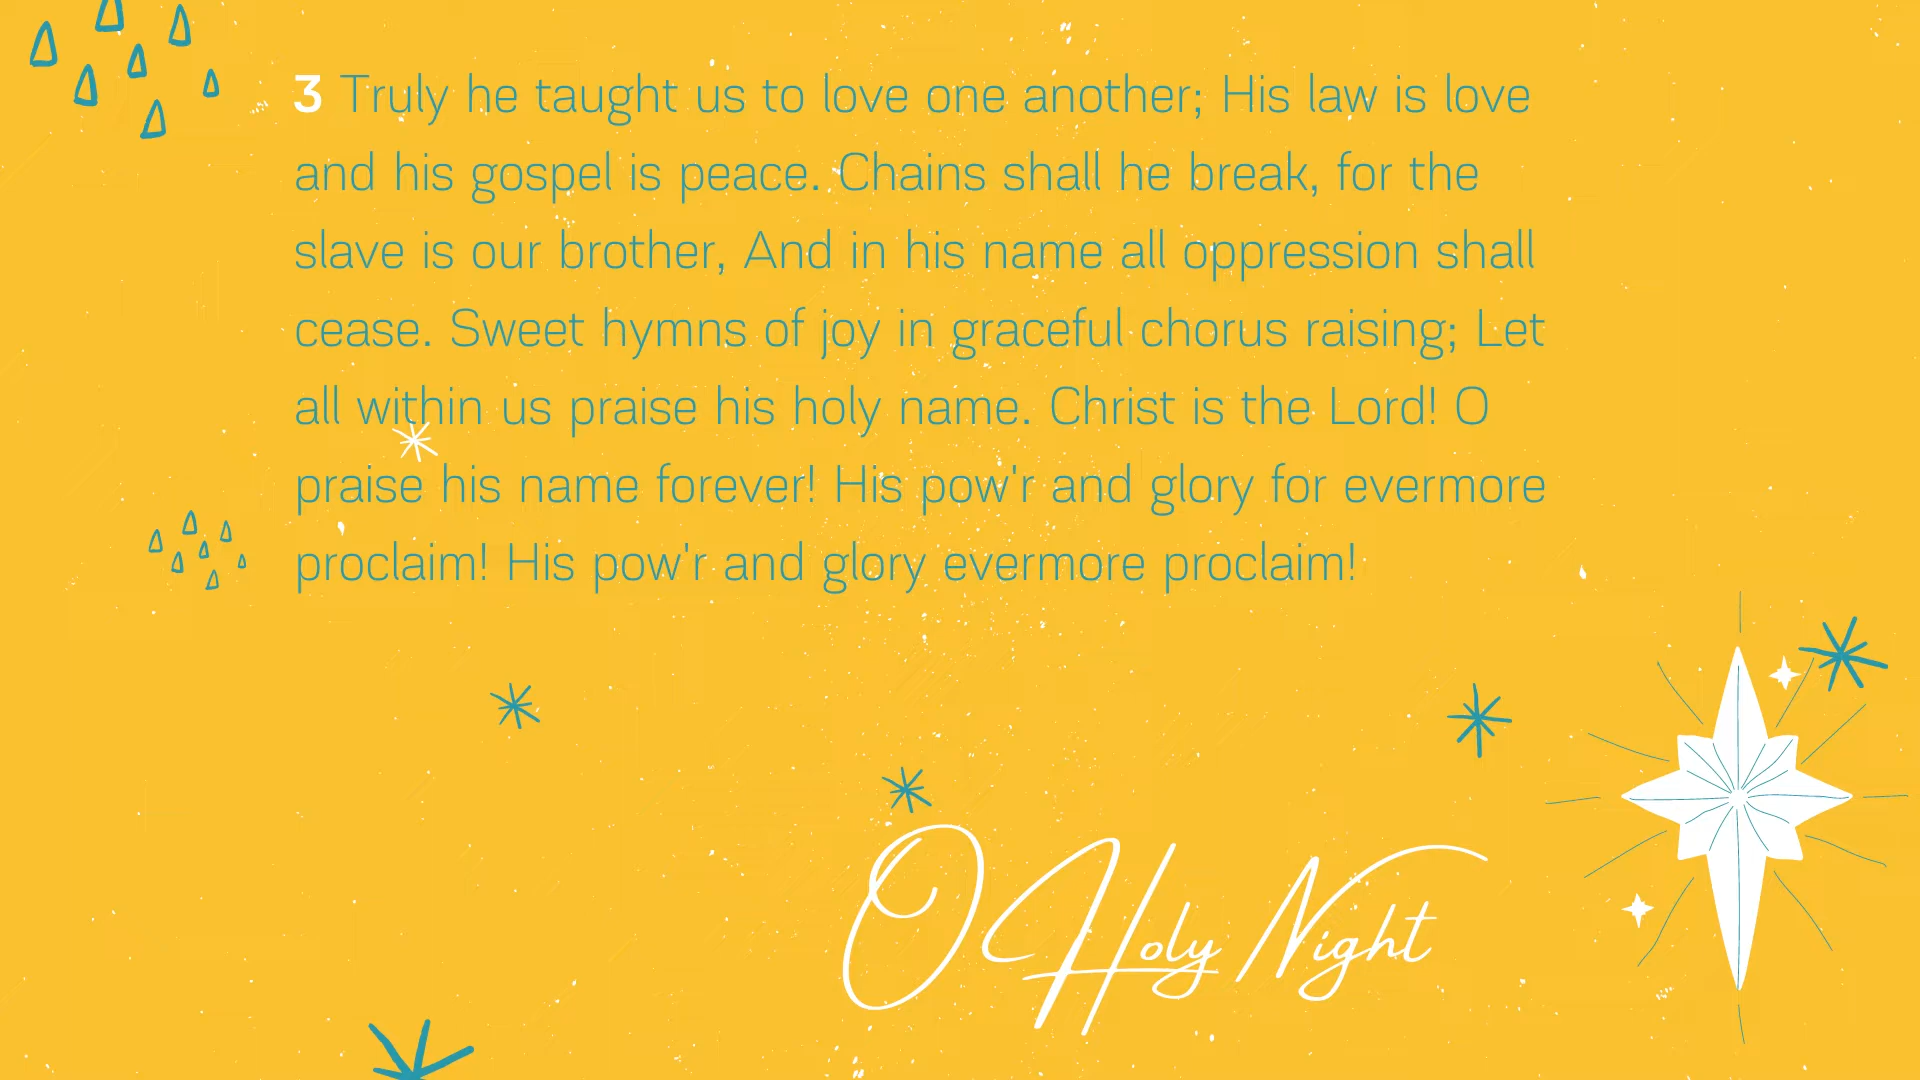 3 Truly he taught us to love one another; His law is love
and his gospel is peace. Chains shall he break, for the
slave is our brother, And in his name all oppression shall
cease. Sweet hymns of joy in graceful chorus raising; Let
all within us praise his holy name. Christ is the Lord! O
praise his name forever! His pow'r and glory for evermore
proclaim! His pow'r and glory evermore proclaim!
O Holy Night